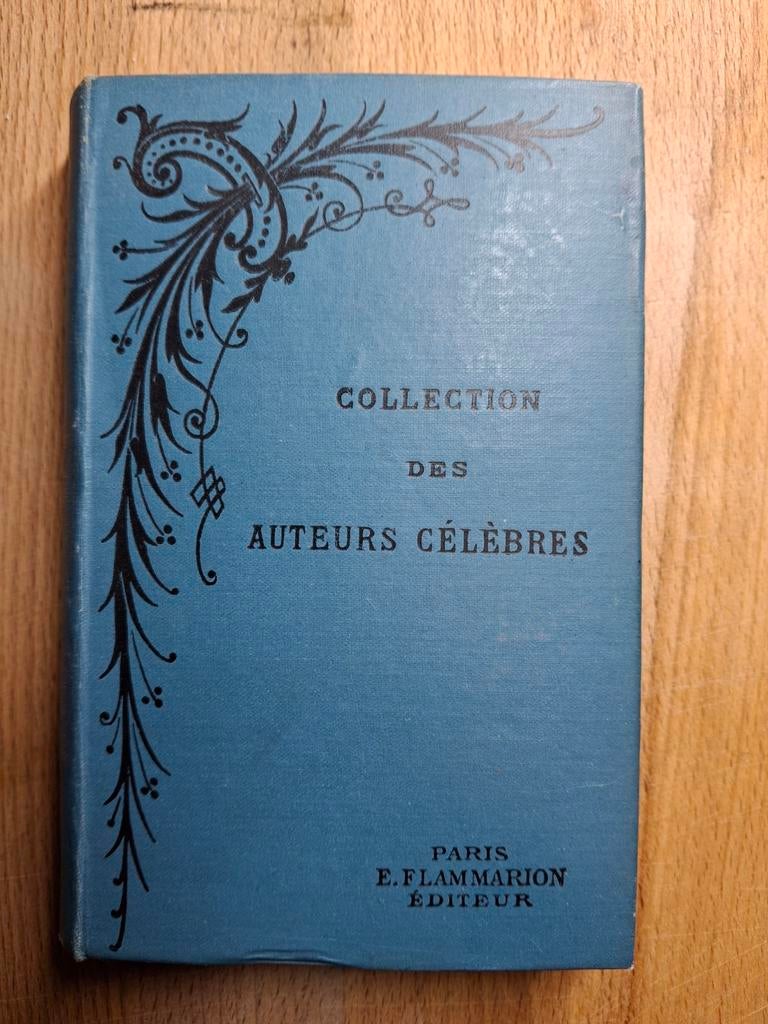 COLLECTION
DES
AUTEURS CÉLÈBRES
PARIS
E. FLAMMARION
ÉDITEUR